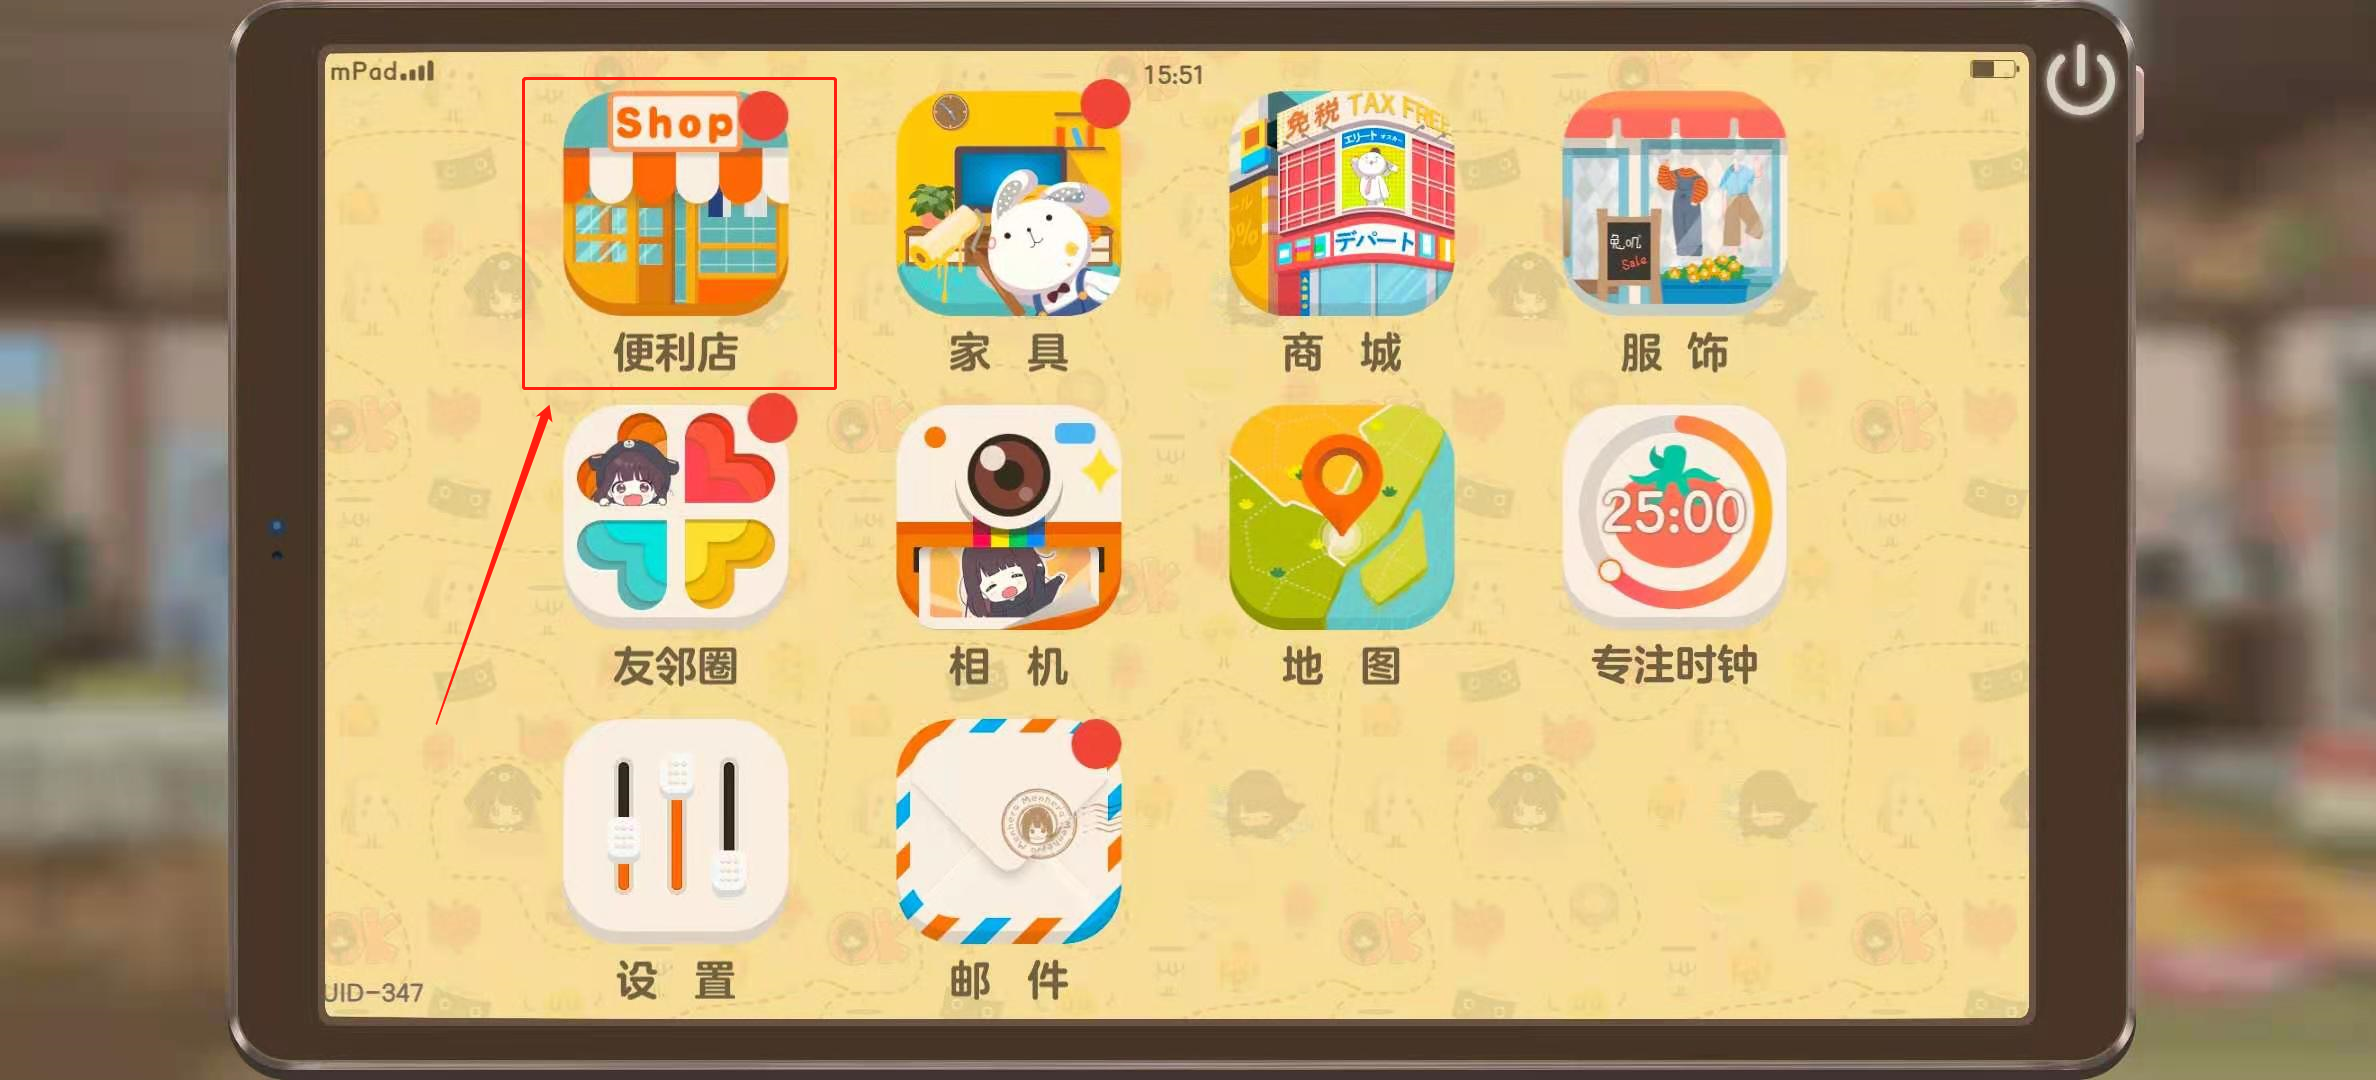 mPad
15:51
Shop
免税 TAX FREE
エリート
デパート
Sale
便利店
家 具
商 城
服 饰
25:00
友邻圈
相 机
地 图
专注时钟
Menhera Menhera
设 置
邮 件
UID-347